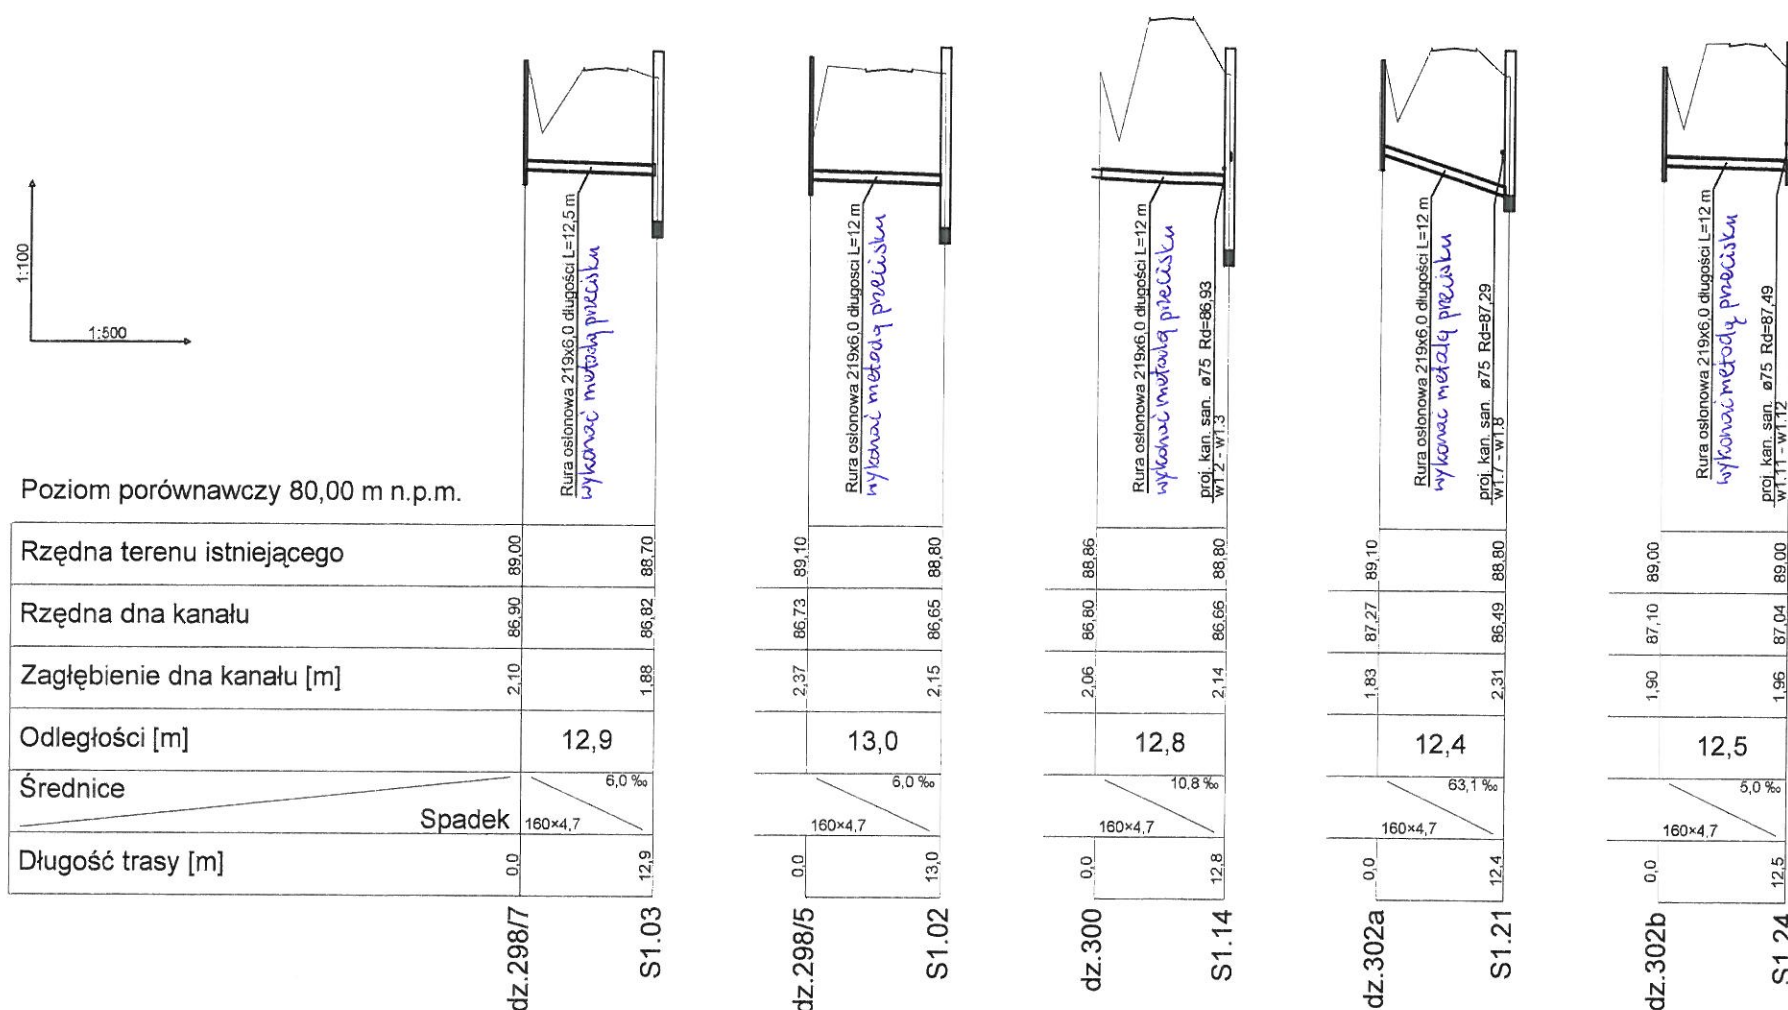 1:100
1:500
Rura osłonowa 219x6,0 długości L=12,5 m
wykonać metodą przecisku
Rura osłonowa 219x6,0 długości L=12 m
wykonać metodą przecisku
Rura osłonowa 219x6,0 długości L=12 m
wykonać metodą przecisku
proj. kan. san. ø75 Rd=86,93
w1.2 - w1.3
Rura osłonowa 219x6,0 długości L=12 m
wykonac metodą przecisku
proj. kan. san. ø75 Rd=87,29
w1.7 - w1.8
Rura osłonowa 219x6,0 długości L=12 m
wykonać metodą przecisku
proj. kan. san. ø75 Rd=87,49
w1.11 - w1.12
Poziom porównawczy 80,00 m n.p.m.
Rzędna terenu istniejącego 89,00 88,70 89,10 88,80 88,86 88,80 89,10 88,80 89,00 89,00
Rzędna dna kanału 86,90 86,82 86,73 86,65 86,80 86,66 87,27 86,49 87,10 87,04
Zagłębienie dna kanału [m] 2,10 1,88 2,37 2,15 2,06 2,14 1,83 2,31 1,90 1,96
Odległości [m] 12,9 13,0 12,8 12,4 12,5
Średnice 6,0 ‰ 6,0 ‰ 10,8 ‰ 63,1 ‰ 5,0 ‰
Spadek 160×4,7 160×4,7 160×4,7 160×4,7 160×4,7
Długość trasy [m] 0,0 12,9 0,0 13,0 0,0 12,8 0,0 12,4 0,0 12,5
dz.298/7 S1.03 dz.298/5 S1.02 dz.300 S1.14 dz.302a S1.21 dz.302b S1.24